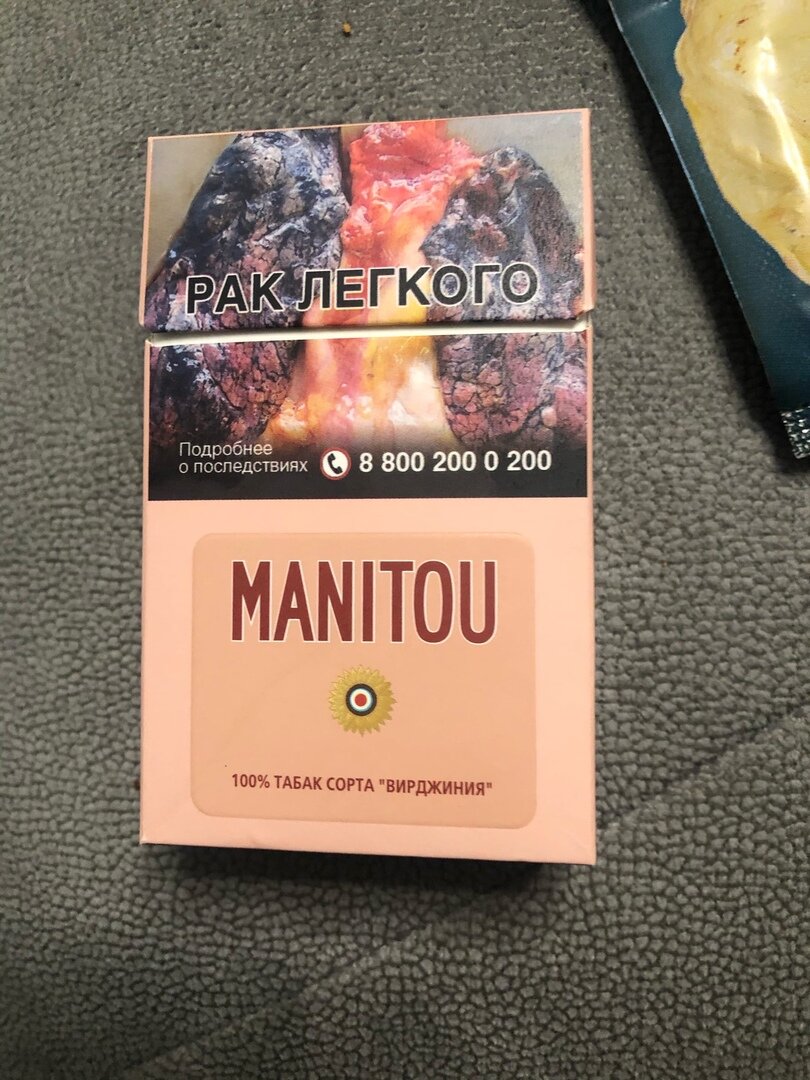 РАК ЛЕГКОГО
Подробнее
о последствиях
8 800 200 0 200
MANITOU
100% ТАБАК СОРТА "ВИРДЖИНИЯ"